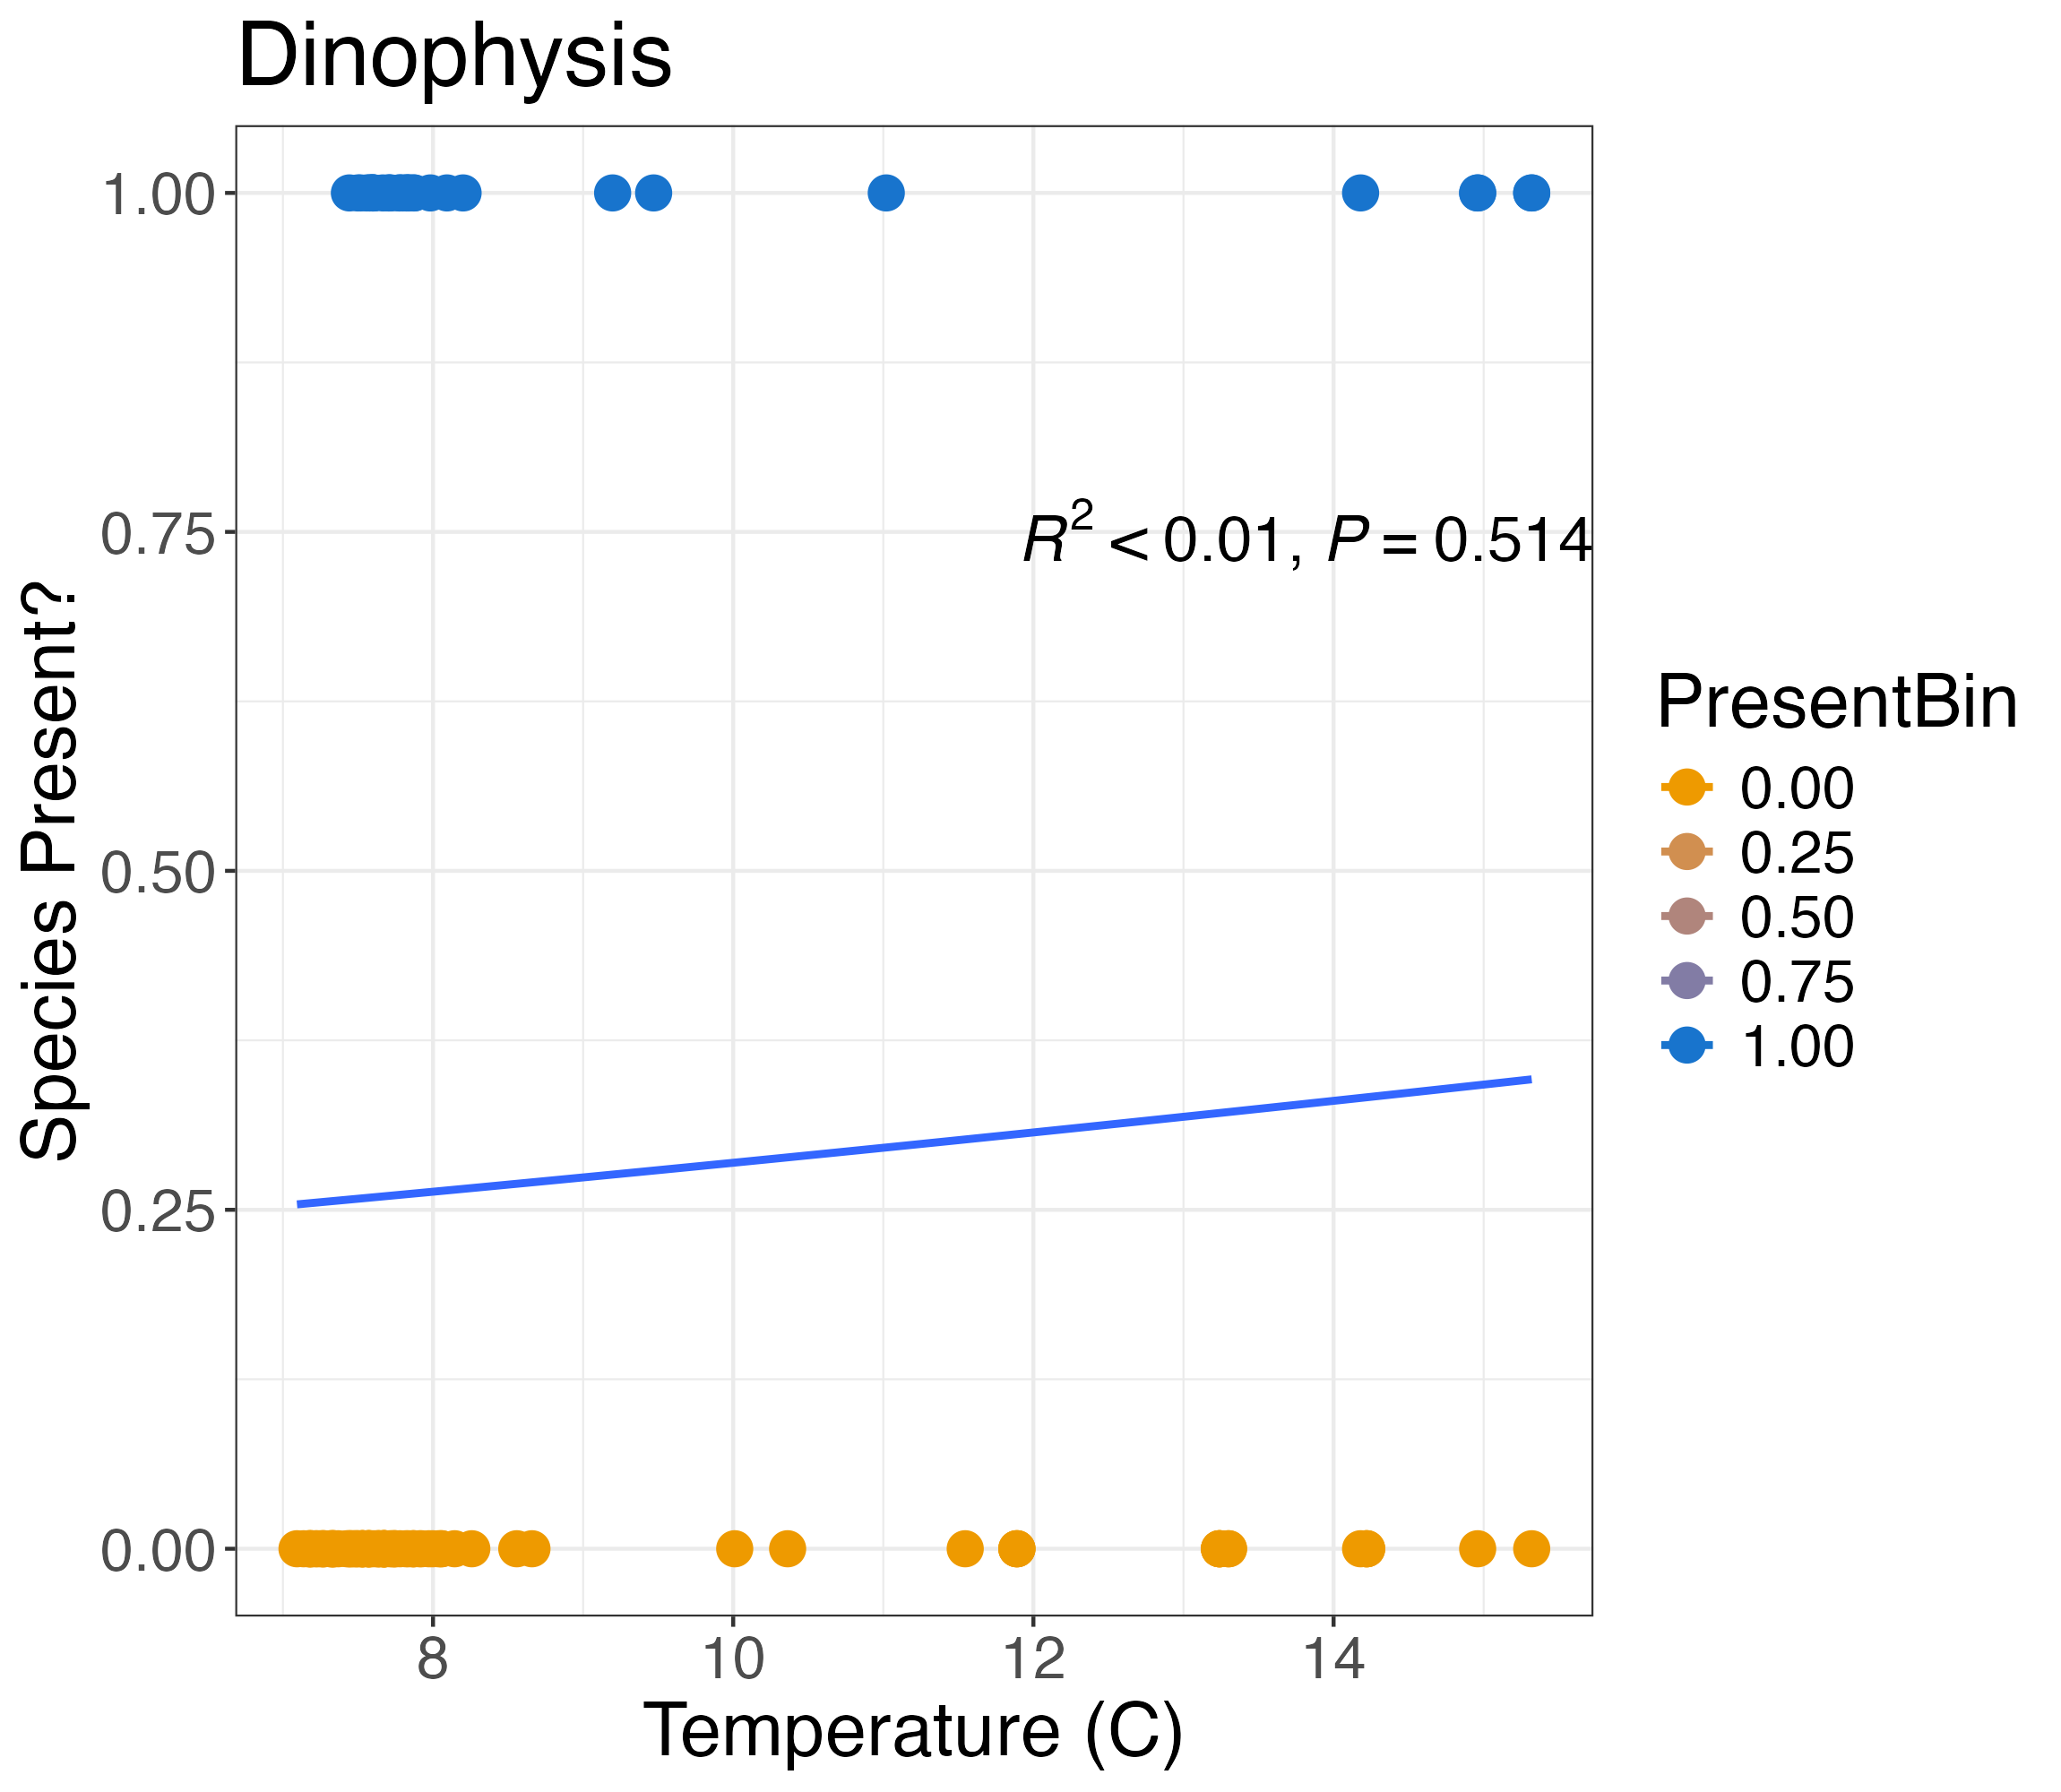 Dinophysis
Species Present?
1.00
0.75
0.50
0.25
0.00
R² < 0.01, P = 0.514
8 10 12 14
Temperature (C)
PresentBin
0.00
0.25
0.50
0.75
1.00